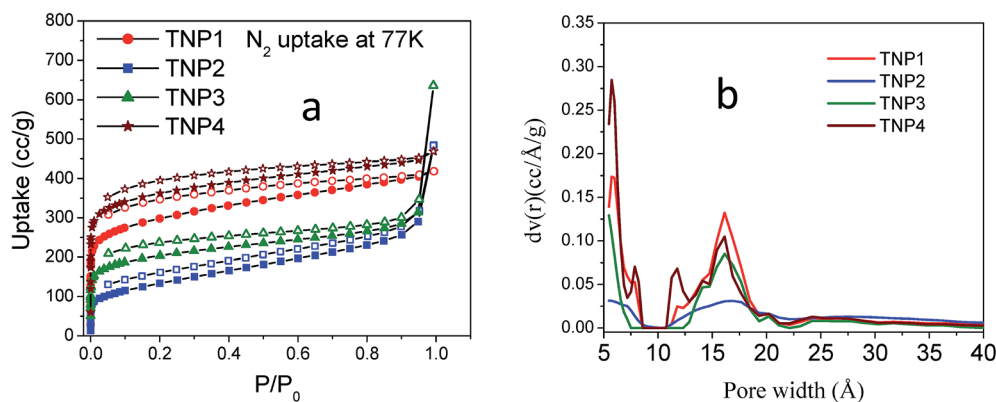 800
700
600
500
400
300
200
100
0
Uptake (cc/g)
TNP1
TNP2
TNP3
TNP4
N₂ uptake at 77K
a
0.0 0.2 0.4 0.6 0.8 1.0
P/P₀
0.35
0.30
0.25
0.20
0.15
0.10
0.05
0.00
dv(r)(cc/Å/g)
b
TNP1
TNP2
TNP3
TNP4
5 10 15 20 25 30 35 40
Pore width (Å)